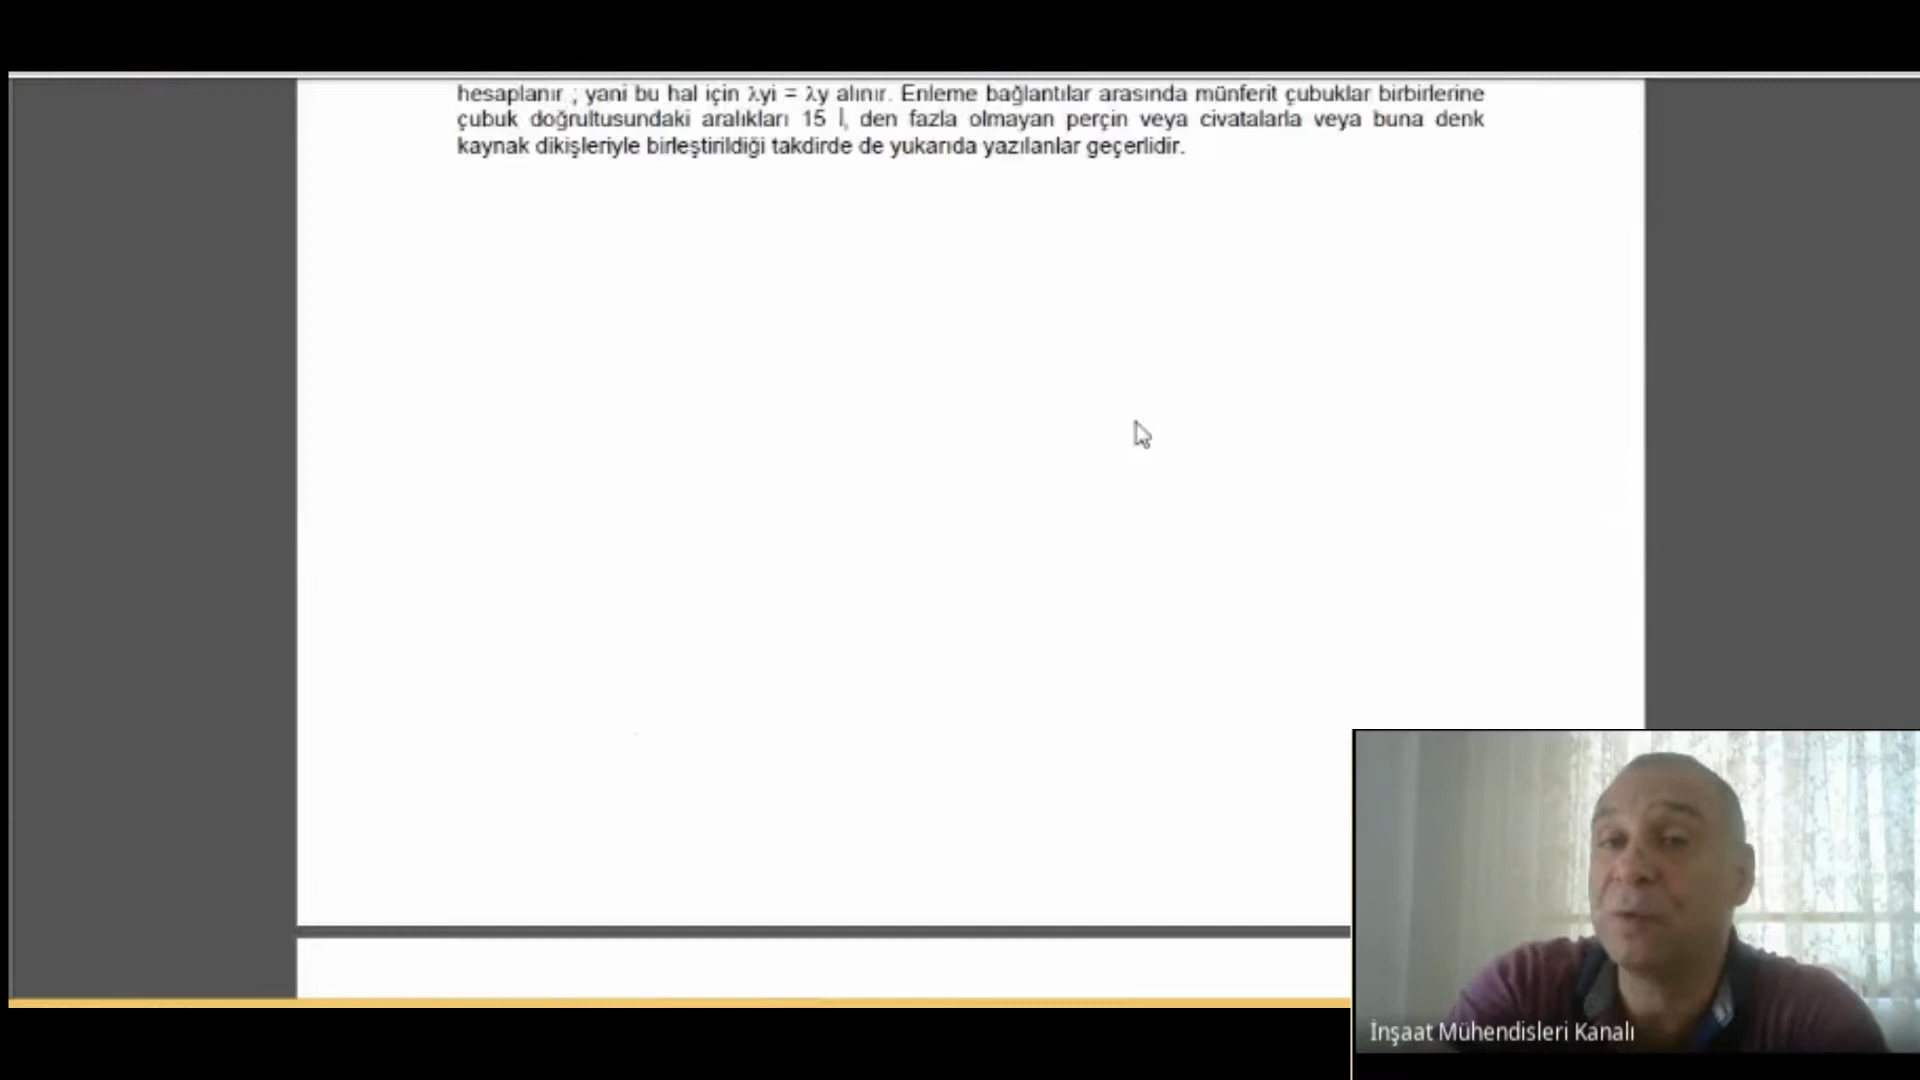 hesaplanır ; yani bu hal için λyi = λy alınır. Enleme bağlantılar arasında münferit çubuklar birbirlerine
çubuk doğrultusundaki aralıkları 15 İ, den fazla olmayan perçin veya civatalarla veya buna denk
kaynak dikişleriyle birleştirildiği takdirde de yukarıda yazılanlar geçerlidir.
İnşaat Mühendisleri Kanalı